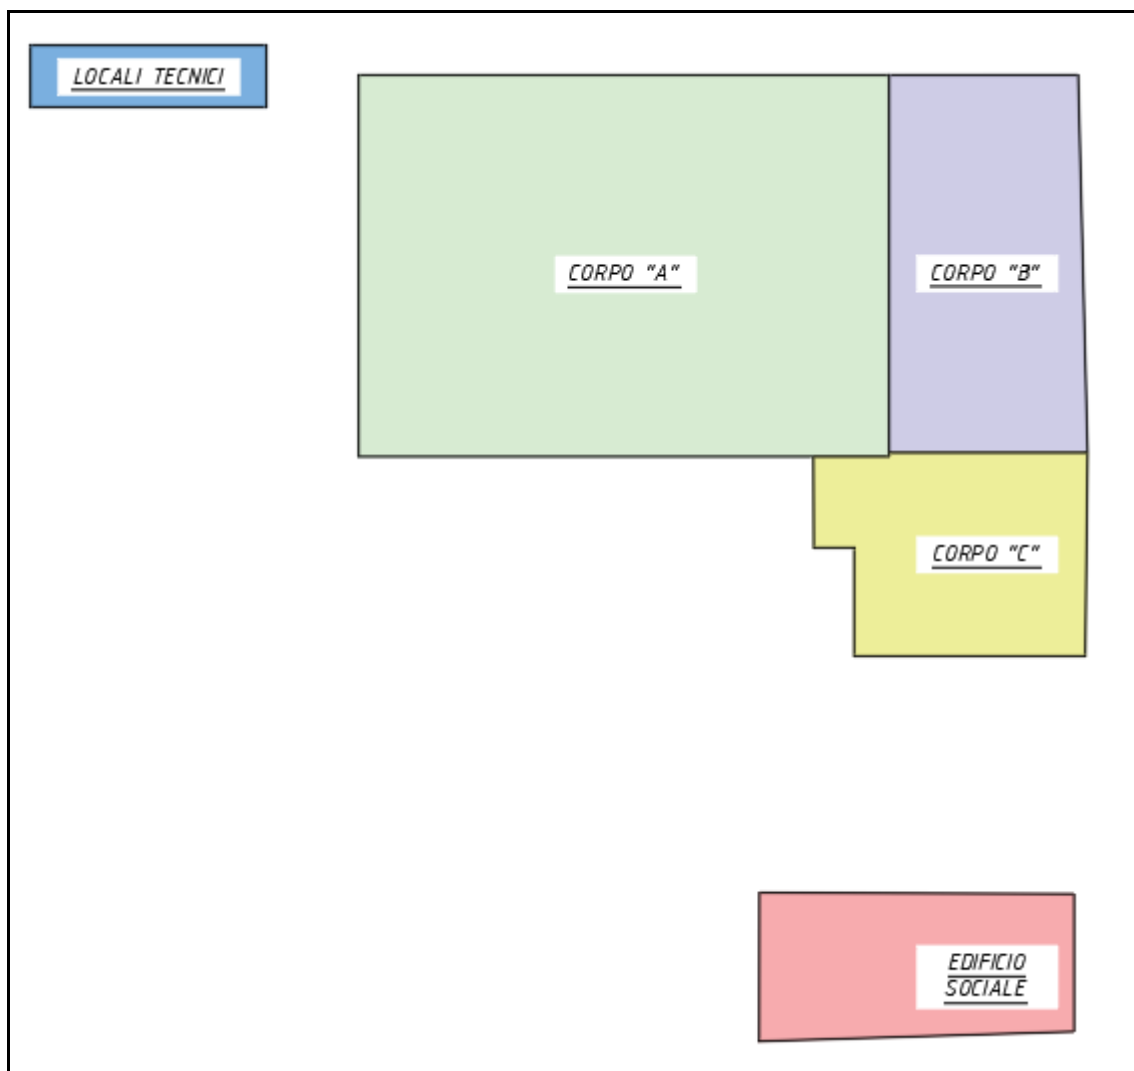 LOCALI TECNICI
CORPO "A"
CORPO "B"
CORPO "C"
EDIFICIO
SOCIALE